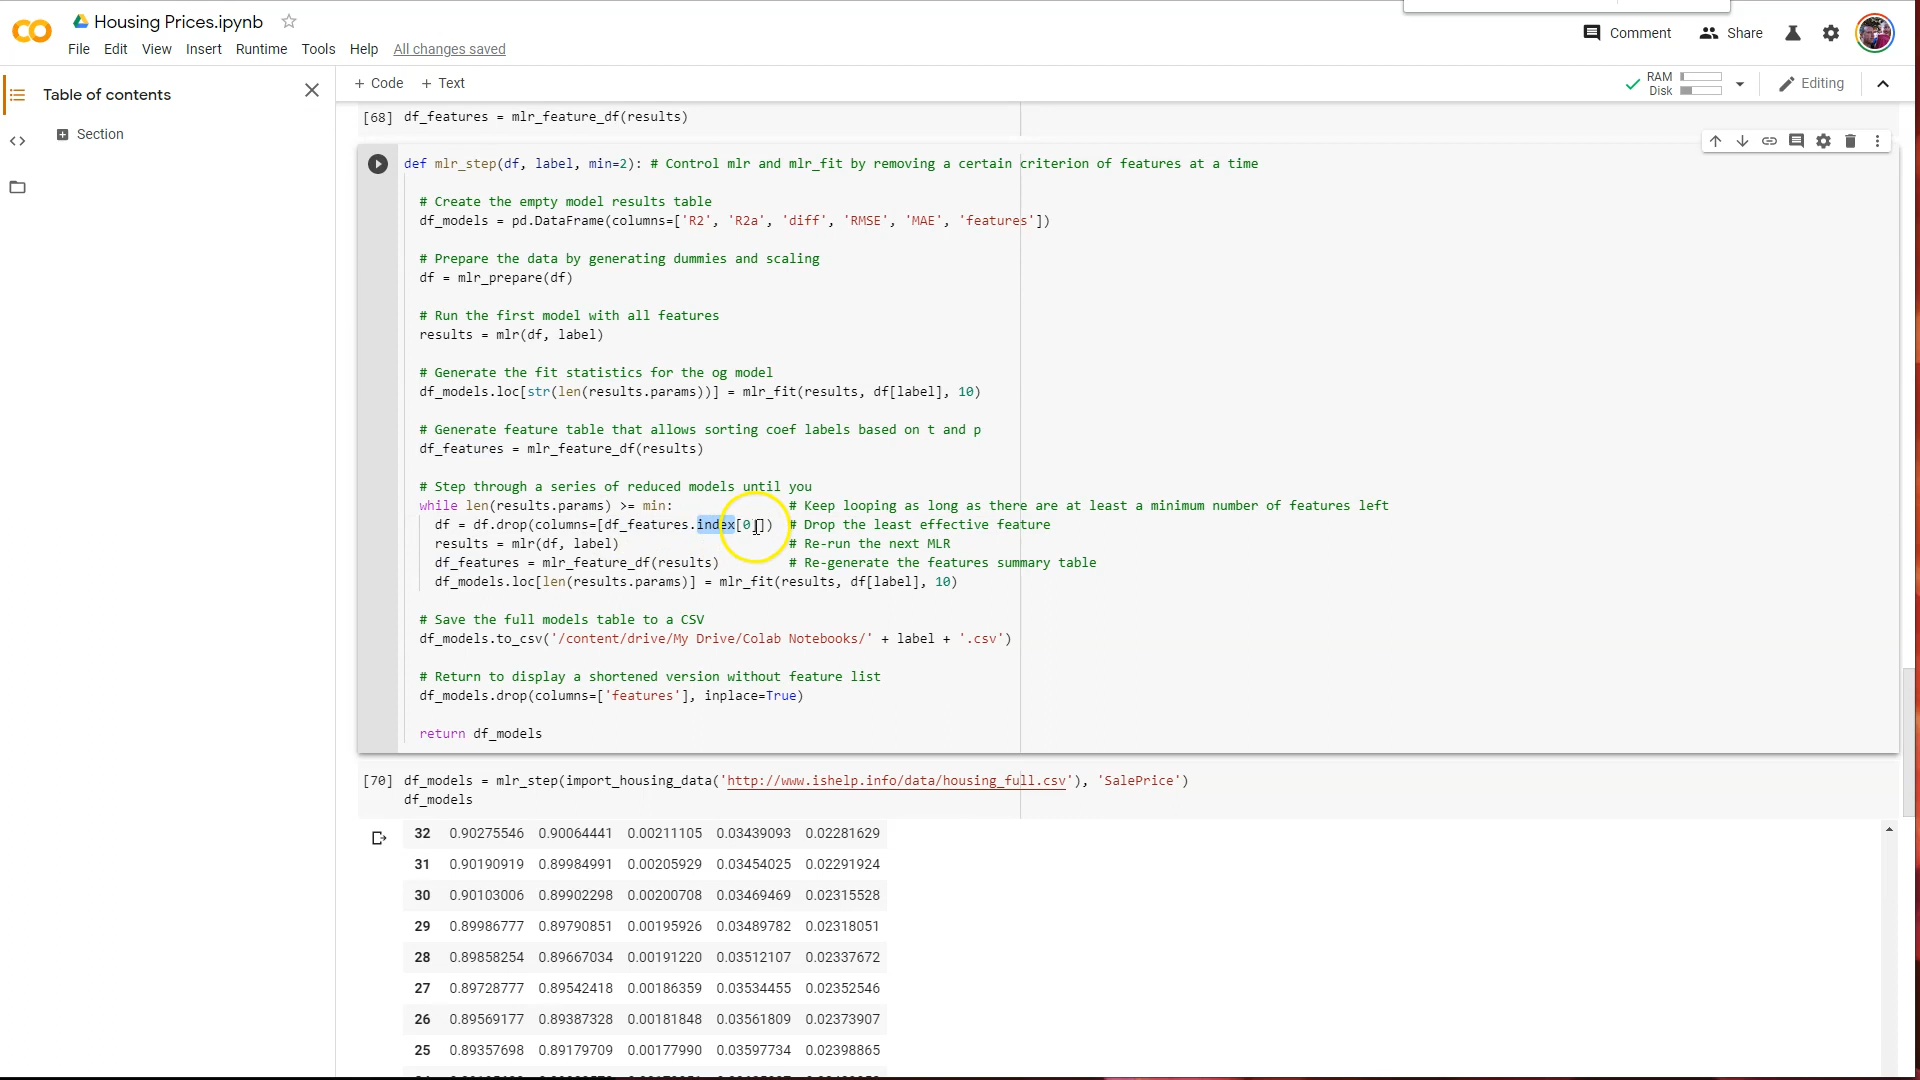 Housing Prices.ipynb
Comment
Share
File Edit View Insert Runtime Tools Help All changes saved
Table of contents
Section
+ Code + Text
RAM
Disk
Editing
[68] df_features = mlr_feature_df(results)
def mlr_step(df, label, min=2): # Control mlr and mlr_fit by removing a certain criterion of features at a time
# Create the empty model results table
df_models = pd.DataFrame(columns=['R2', 'R2a', 'diff', 'RMSE', 'MAE', 'features'])
# Prepare the data by generating dummies and scaling
df = mlr_prepare(df)
# Run the first model with all features
results = mlr(df, label)
# Generate the fit statistics for the og model
df_models.loc[str(len(results.params))] = mlr_fit(results, df[label], 10)
# Generate feature table that allows sorting coef labels based on t and p
df_features = mlr_feature_df(results)
# Step through a series of reduced models until you
while len(results.params) >= min: # Keep looping as long as there are at least a minimum number of features left
df = df.drop(columns=[df_features.index[0]]) # Drop the least effective feature
results = mlr(df, label) # Re-run the next MLR
df_features = mlr_feature_df(results) # Re-generate the features summary table
df_models.loc[len(results.params)] = mlr_fit(results, df[label], 10)
# Save the full models table to a CSV
df_models.to_csv('/content/drive/My Drive/Colab Notebooks/' + label + '.csv')
# Return to display a shortened version without feature list
df_models.drop(columns=['features'], inplace=True)
return df_models
[70] df_models = mlr_step(import_housing_data('http://www.ishelp.info/data/housing_full.csv'), 'SalePrice')
df_models
32 0.90275546 0.90064441 0.00211105 0.03439093 0.02281629
31 0.90190919 0.89984991 0.00205929 0.03454025 0.02291924
30 0.90103006 0.89902298 0.00200708 0.03469469 0.02315528
29 0.89986777 0.89790851 0.00195926 0.03489782 0.02318051
28 0.89858254 0.89667034 0.00191220 0.03512107 0.02337672
27 0.89728777 0.89542418 0.00186359 0.03534455 0.02352546
26 0.89569177 0.89387328 0.00181848 0.03561809 0.02373907
25 0.89357698 0.89179709 0.00177990 0.03597734 0.02398865